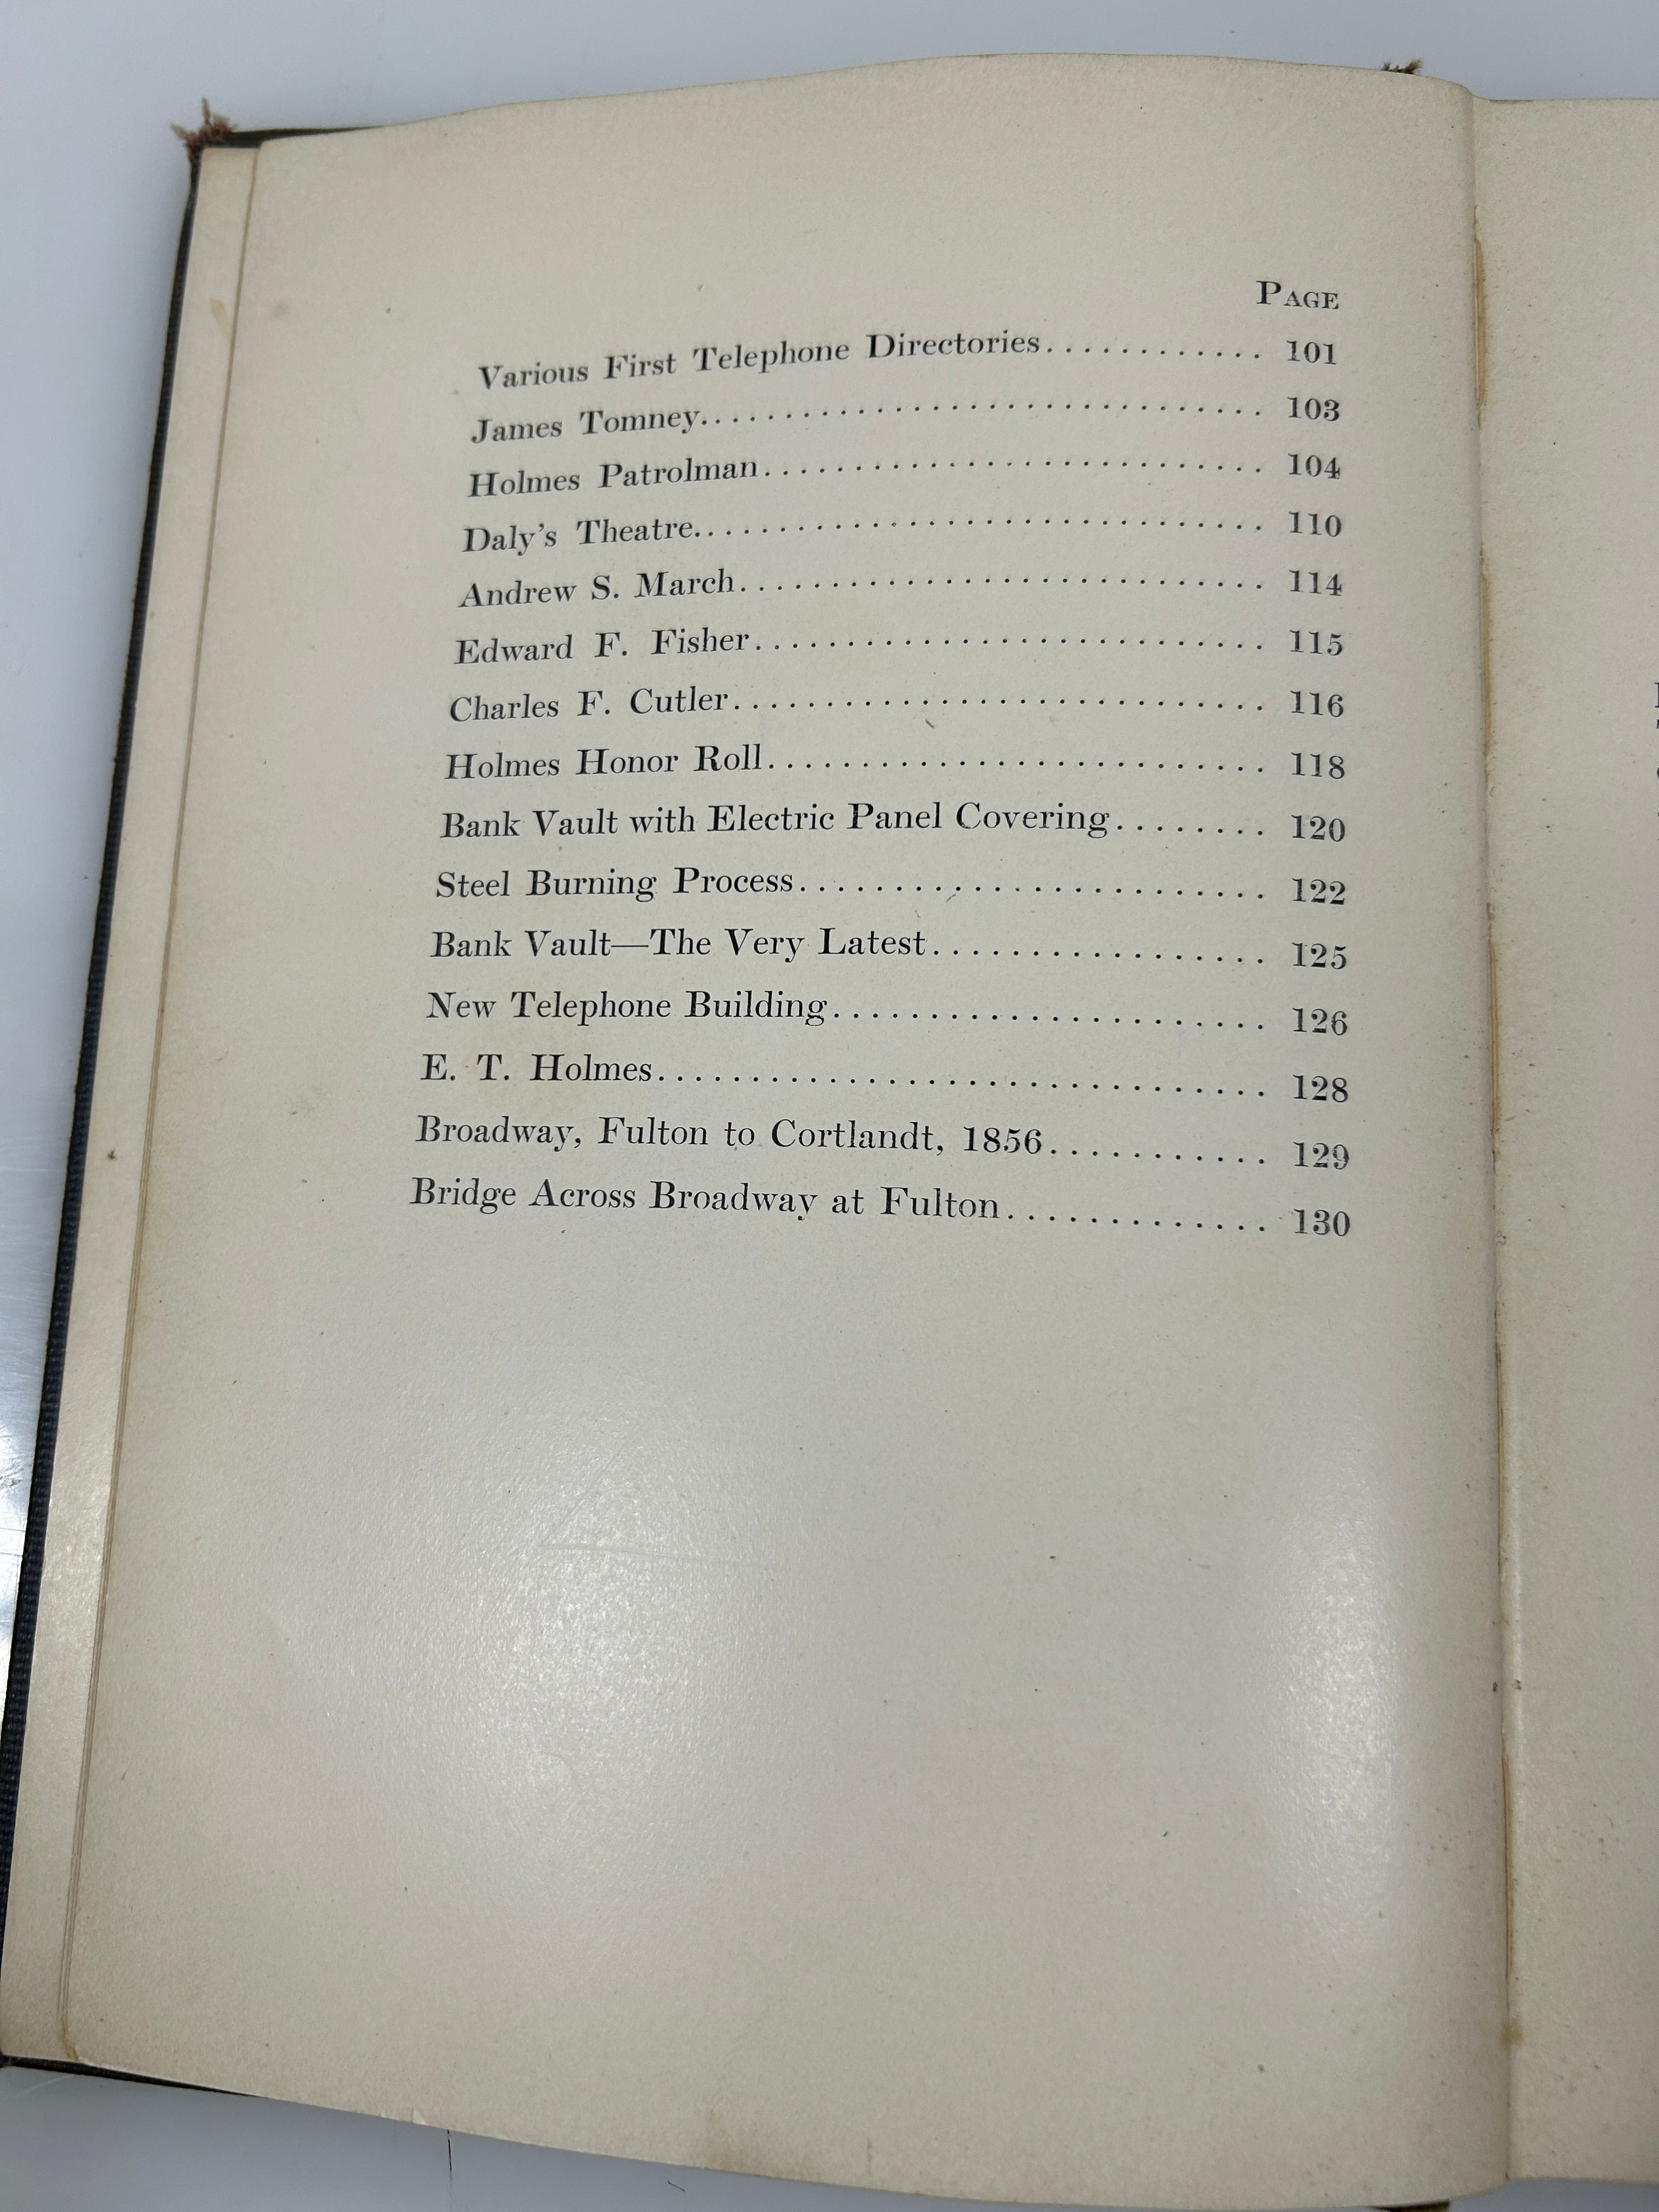 PAGE
Various First Telephone Directories............ 101
James Tomney.............................. 103
Holmes Patrolman........................... 104
Daly's Theatre.............................. 110
Andrew S. March............................ 114
Edward F. Fisher........................... 115
Charles F. Cutler............................ 116
Holmes Honor Roll.......................... 118
Bank Vault with Electric Panel Covering........ 120
Steel Burning Process........................ 122
Bank Vault—The Very Latest.................. 125
New Telephone Building....................... 126
E. T. Holmes................................ 128
Broadway, Fulton to Cortlandt, 1856............ 129
Bridge Across Broadway at Fulton.............. 130